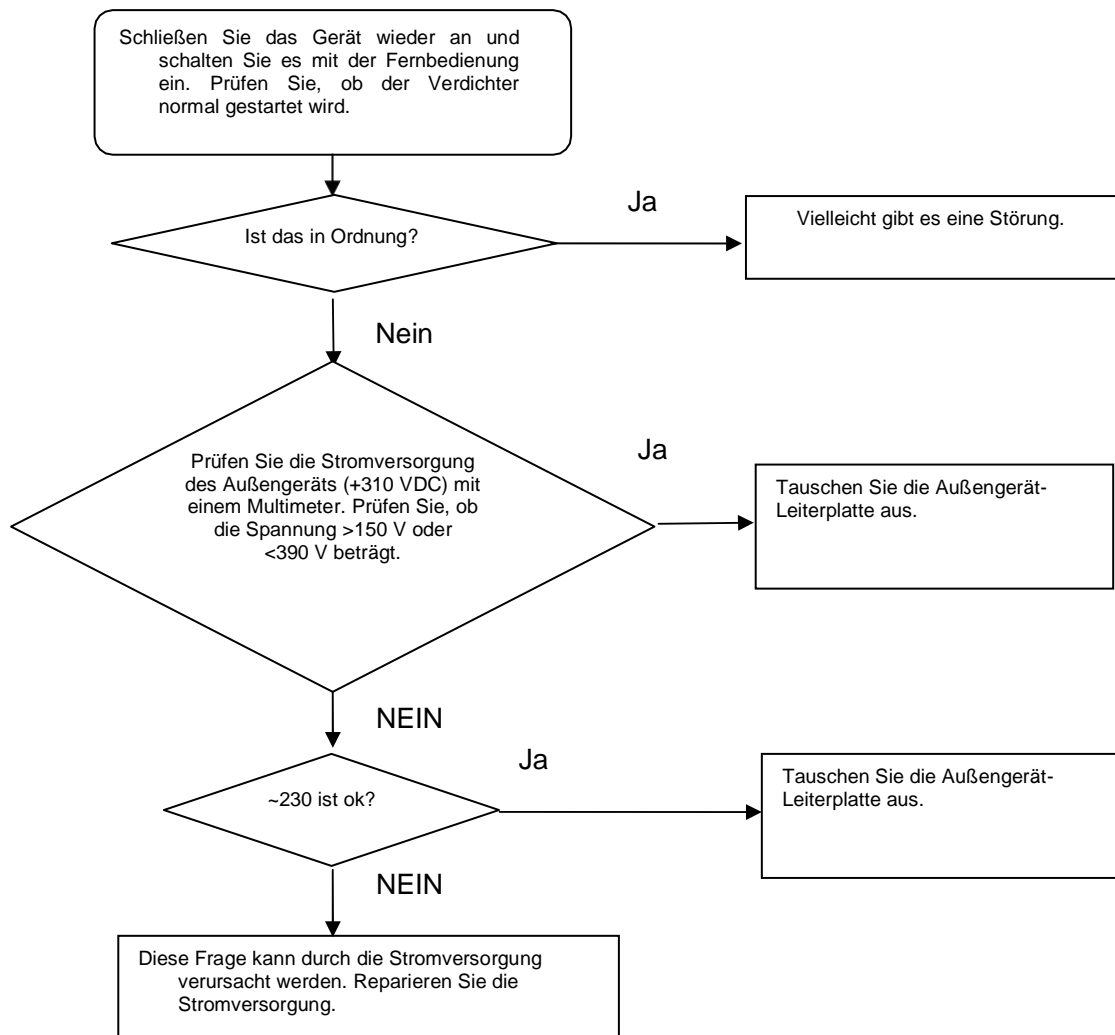 Schließen Sie das Gerät wieder an und
schalten Sie es mit der Fernbedienung
ein. Prüfen Sie, ob der Verdichter
normal gestartet wird.
Ja
Ist das in Ordnung?
Vielleicht gibt es eine Störung.
Nein
Prüfen Sie die Stromversorgung
des Außengeräts (+310 VDC) mit
einem Multimeter. Prüfen Sie, ob
die Spannung >150 V oder
<390 V beträgt.
Ja
Tauschen Sie die Außengerät-
Leiterplatte aus.
NEIN
~230 ist ok?
Ja
Tauschen Sie die Außengerät-
Leiterplatte aus.
NEIN
Diese Frage kann durch die Stromversorgung
verursacht werden. Reparieren Sie die
Stromversorgung.